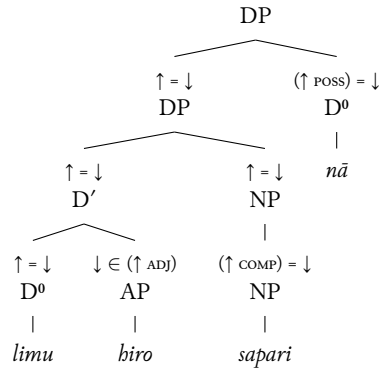 DP
↑ = ↓ (↑ POSS) = ↓
DP D⁰
nā
↑ = ↓ ↑ = ↓
D′ NP
↑ = ↓ ↓ ∈ (↑ ADJ) (↑ COMP) = ↓
D⁰ AP NP
limu hiro sapari